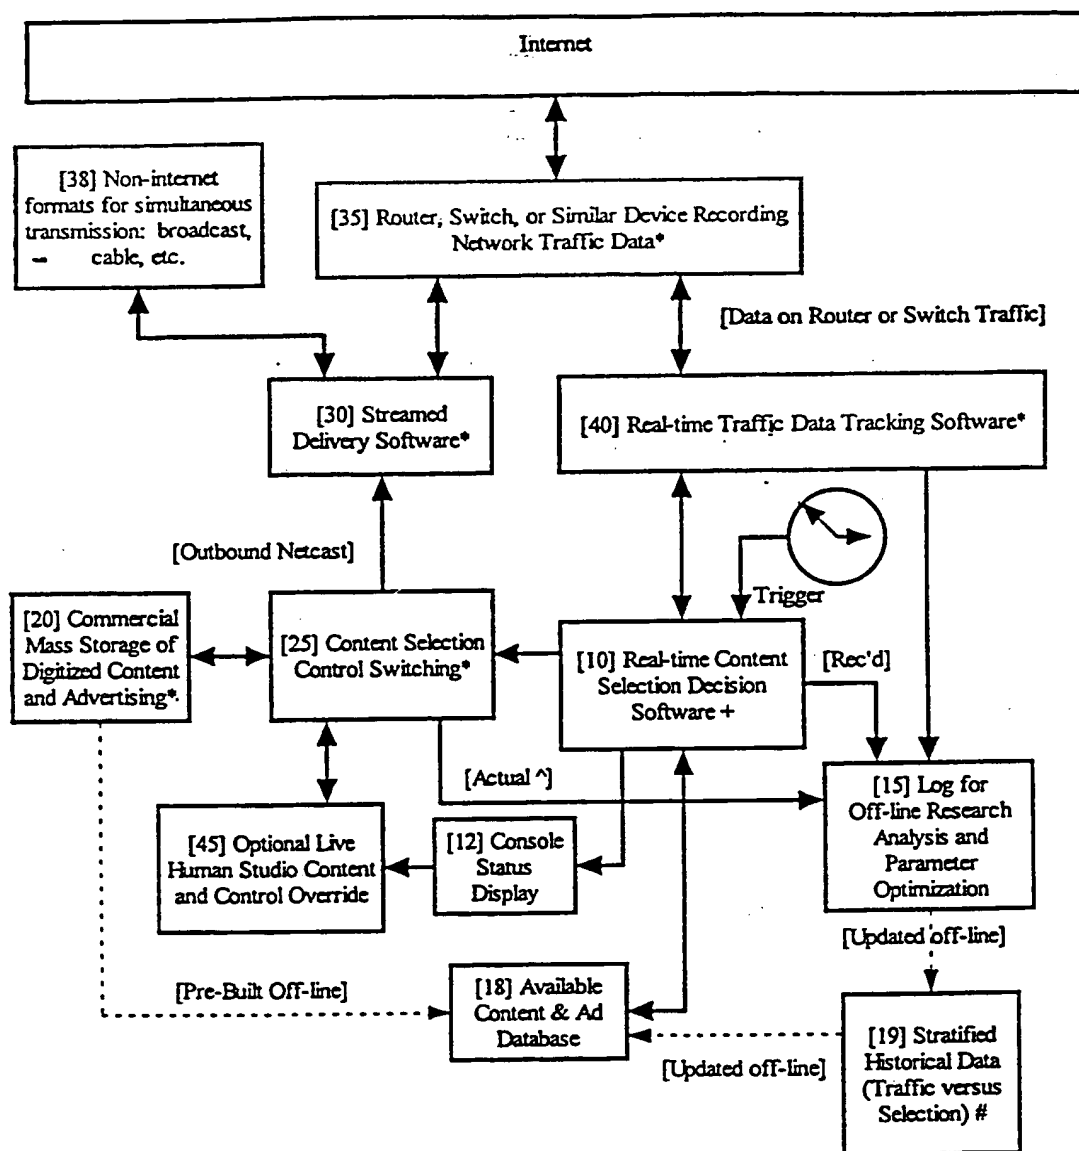 Internet
[38] Non-internet
formats for simultaneous
transmission: broadcast,
cable, etc.
[35] Router, Switch, or Similar Device Recording
Network Traffic Data*
[Data on Router or Switch Traffic]
[30] Streamed
Delivery Software*
[40] Real-time Traffic Data Tracking Software*
[Outbound Netcast]
Trigger
[20] Commercial
Mass Storage of
Digitized Content
and Advertising*
[25] Content Selection
Control Switching*
[10] Real-time Content
Selection Decision
Software +
[Rec'd]
[Actual ^]
[15] Log for
Off-line Research
Analysis and
Parameter
Optimization
[45] Optional Live
Human Studio Content
and Control Override
[12] Console
Status
Display
[Updated off-line]
[Pre-Built Off-line]
[18] Available
Content & Ad
Database
[Updated off-line]
[19] Stratified
Historical Data
(Traffic versus
Selection) #